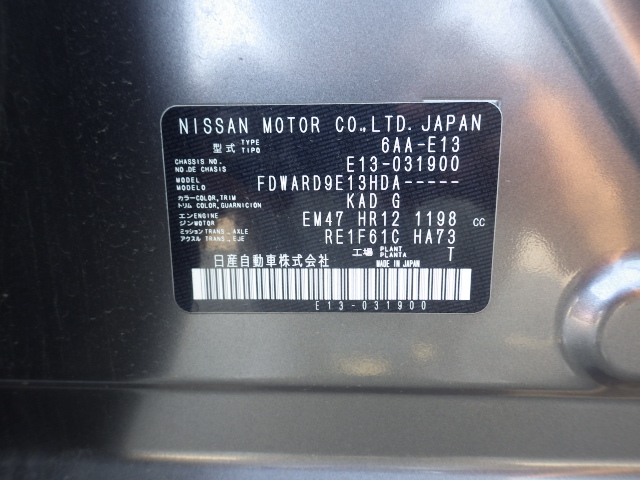 NISSAN MOTOR CO.,LTD. JAPAN
型式 TYPE TIPO 6AA-E13
CHASSIS NO. NO.DE CHASIS E13-031900
MODEL MODELO FDWARD9E13HDA-----
カラー COLOR,TRIM トリム COLOR,GUARNICION KAD G
エンジン ENGINE MOTOR EM47 HR12 1198 CC
ミッション TRANS., AXLE アクスル TRANS., EJE RE1F61C HA73
工場 PLANT PLANTA T
日産自動車株式会社 MADE IN JAPAN
E13-031900